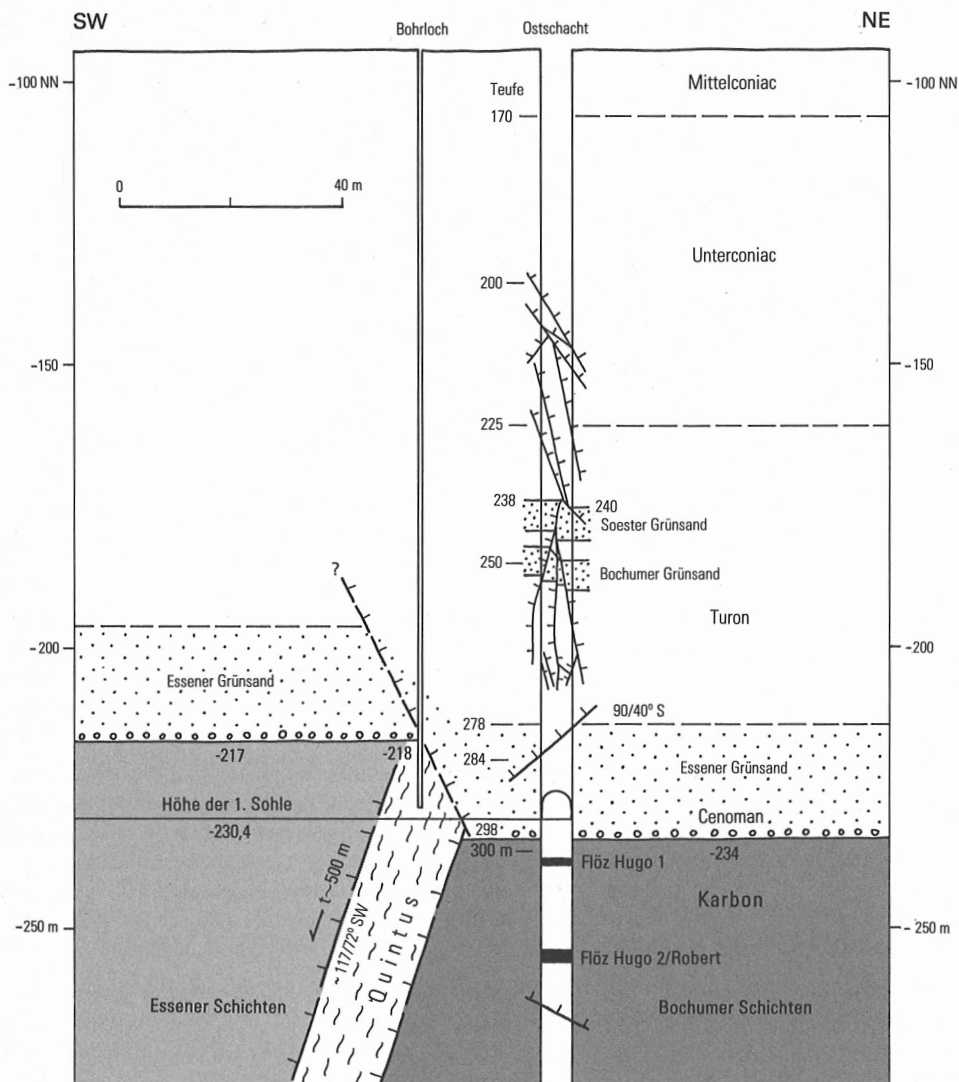 SW
Bohrloch
Ostschacht
NE
-100 NN
-100 NN
Teufe
Mittelconiac
170
0
40 m
Unterconiac
200
-150
-150
225
238
240
Soester Grünsand
250
Bochumer Grünsand
?
Turon
-200
-200
Essener Grünsand
90/40° S
278
-217
-218
284
Essener Grünsand
Höhe der 1. Sohle
Cenoman
-230,4
298
300 m
-234
Flöz Hugo 1
t~500 m
Karbon
-250 m
-250 m
~117/72° SW
Quintus
Flöz Hugo 2/Robert
Essener Schichten
Bochumer Schichten